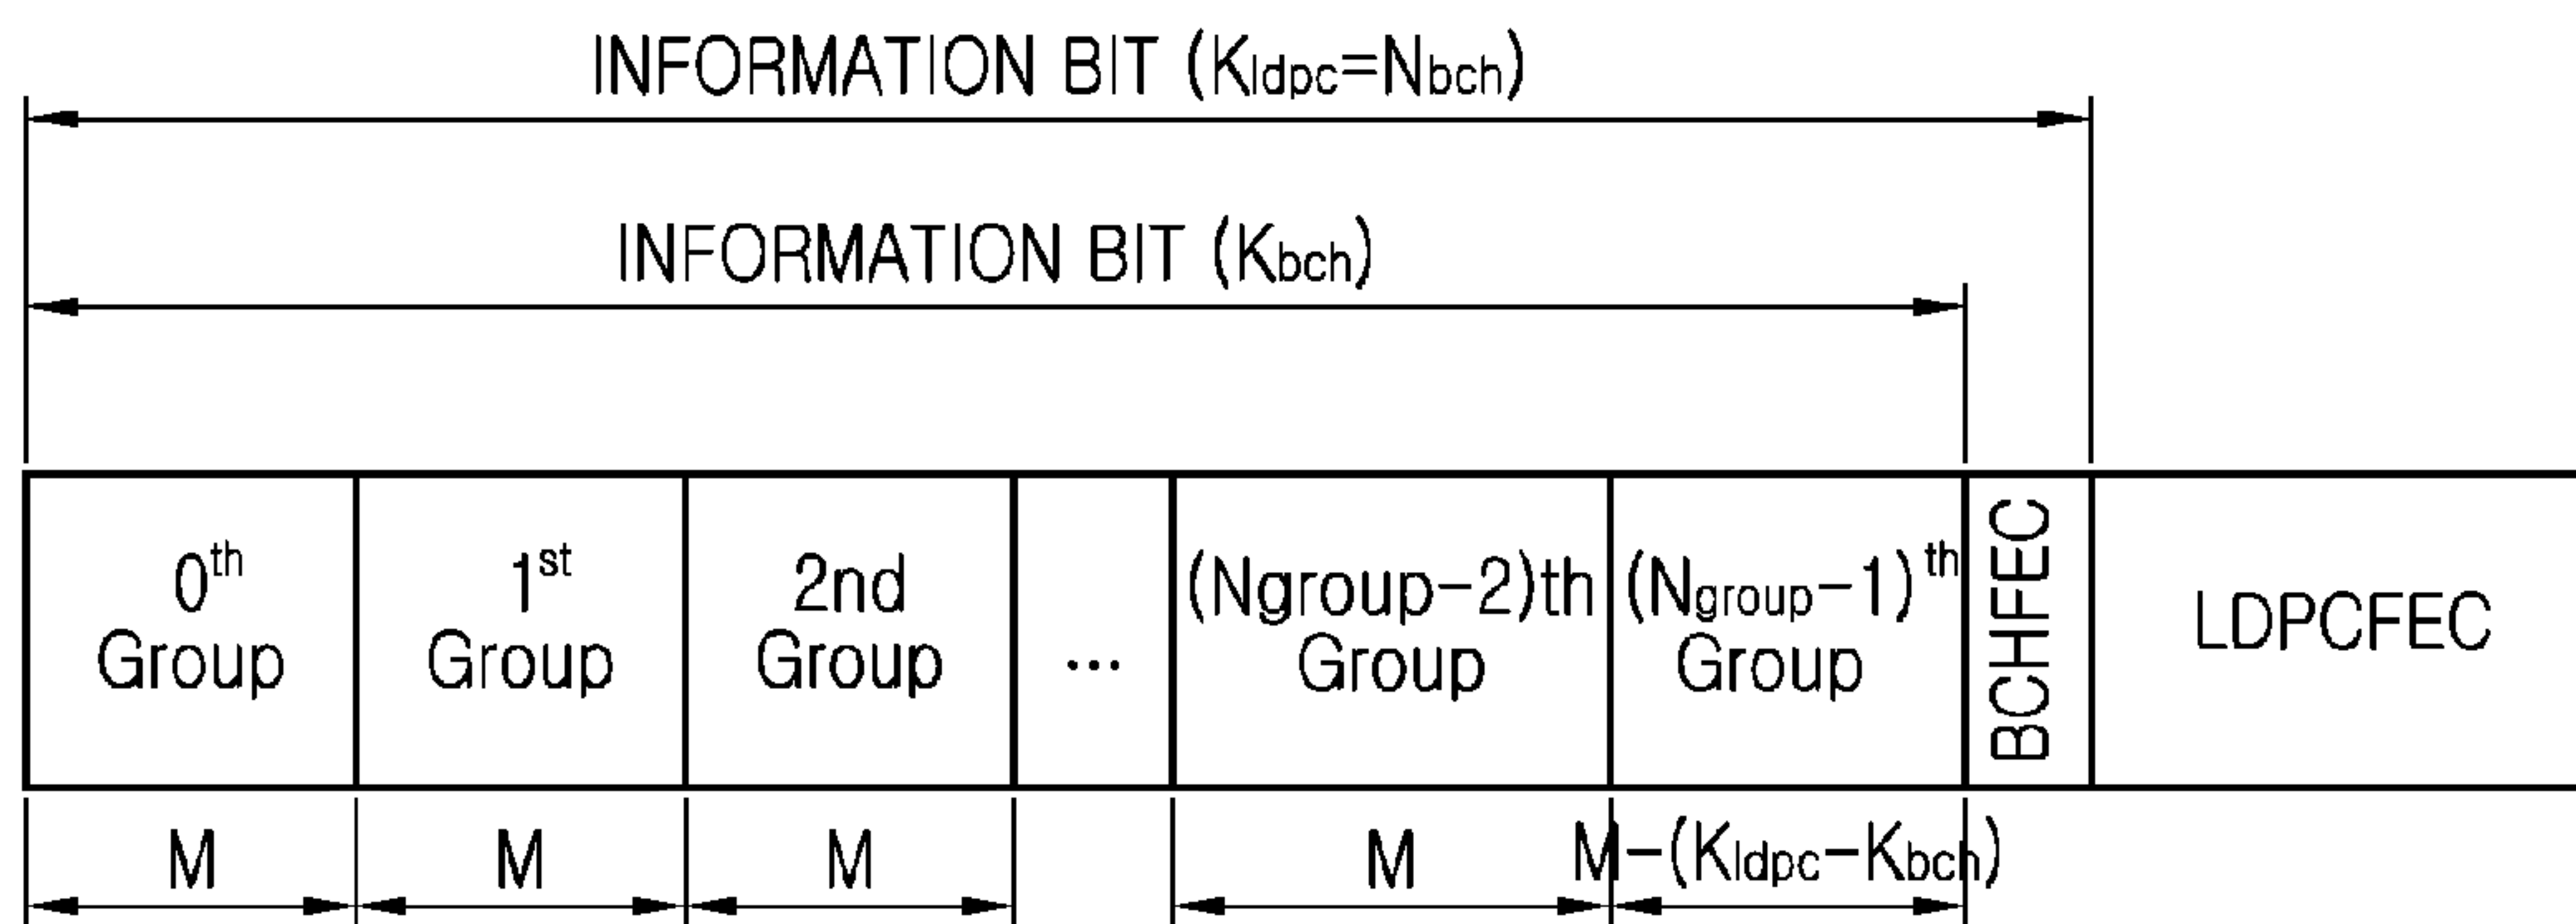 INFORMATION BIT (Kldpc=Nbch)
INFORMATION BIT (Kbch)
0th
Group
1st
Group
2nd
Group
...
(Ngroup-2)th
Group
(Ngroup-1)th
Group
BCHFEC
LDPCFEC
M
M
M
M
M-(Kldpc-Kbch)